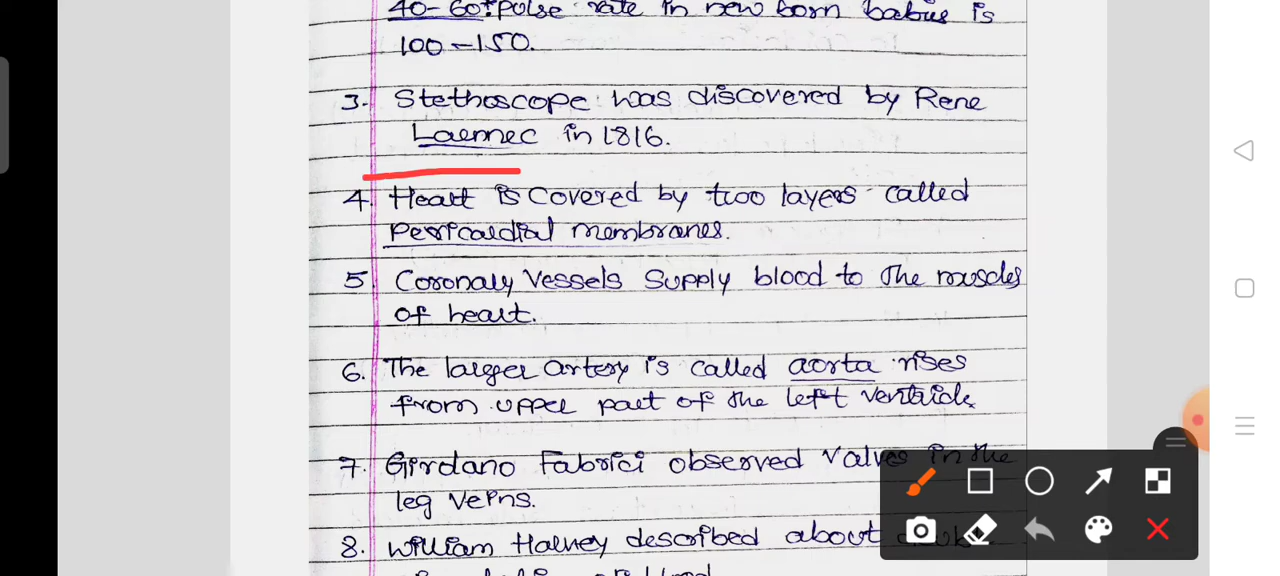 40-60. Pulse rate in new born babies is
100-150.
3. Stethoscope was discovered by Rene
Laennec in 1816.
4. Heart is covered by two layers called
Pericardial membranes.
5. Coronary Vessels Supply blood to the muscles
of heart.
6. The larger artery is called aorta rises
from upper part of the left ventricle.
7. Girdano Fabrici observed valves in the
leg veins.
8. William Harvey described about